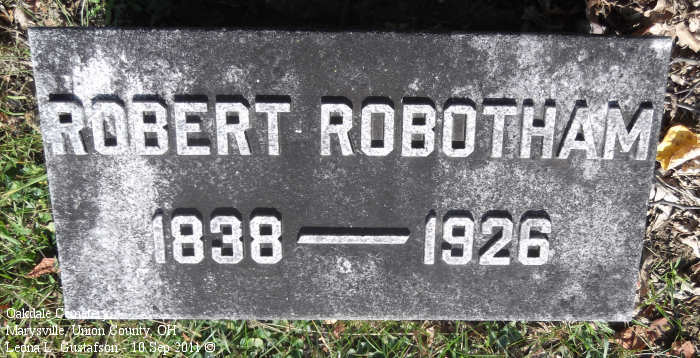 ROBERT ROBOTHAM
1838 — 1926
Oakdale Cemetery
Marysville, Union County, OH
Leona L. Gustafson - 10 Sep 2011 ©